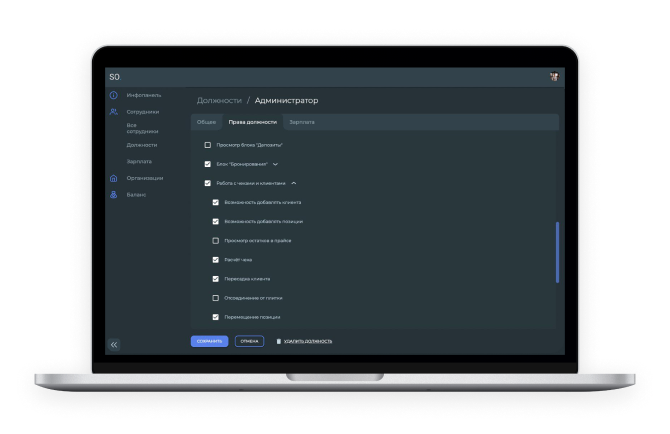 SO.
Инфопанель
Сотрудники
Все
сотрудники
Должности
Зарплата
Организации
Баланс
Должности / Администратор
Общее Права должности Зарплата
Просмотр блока "Депозиты"
Блок "Бронирование"
Работа с чеками и клиентами
Возможность добавлять клиента
Возможность добавлять позиции
Просмотр остатков в прайсе
Расчёт чека
Пересадка клиента
Отсоединение от плитки
Перемещение позиции
СОХРАНИТЬ ОТМЕНА УДАЛИТЬ ДОЛЖНОСТЬ